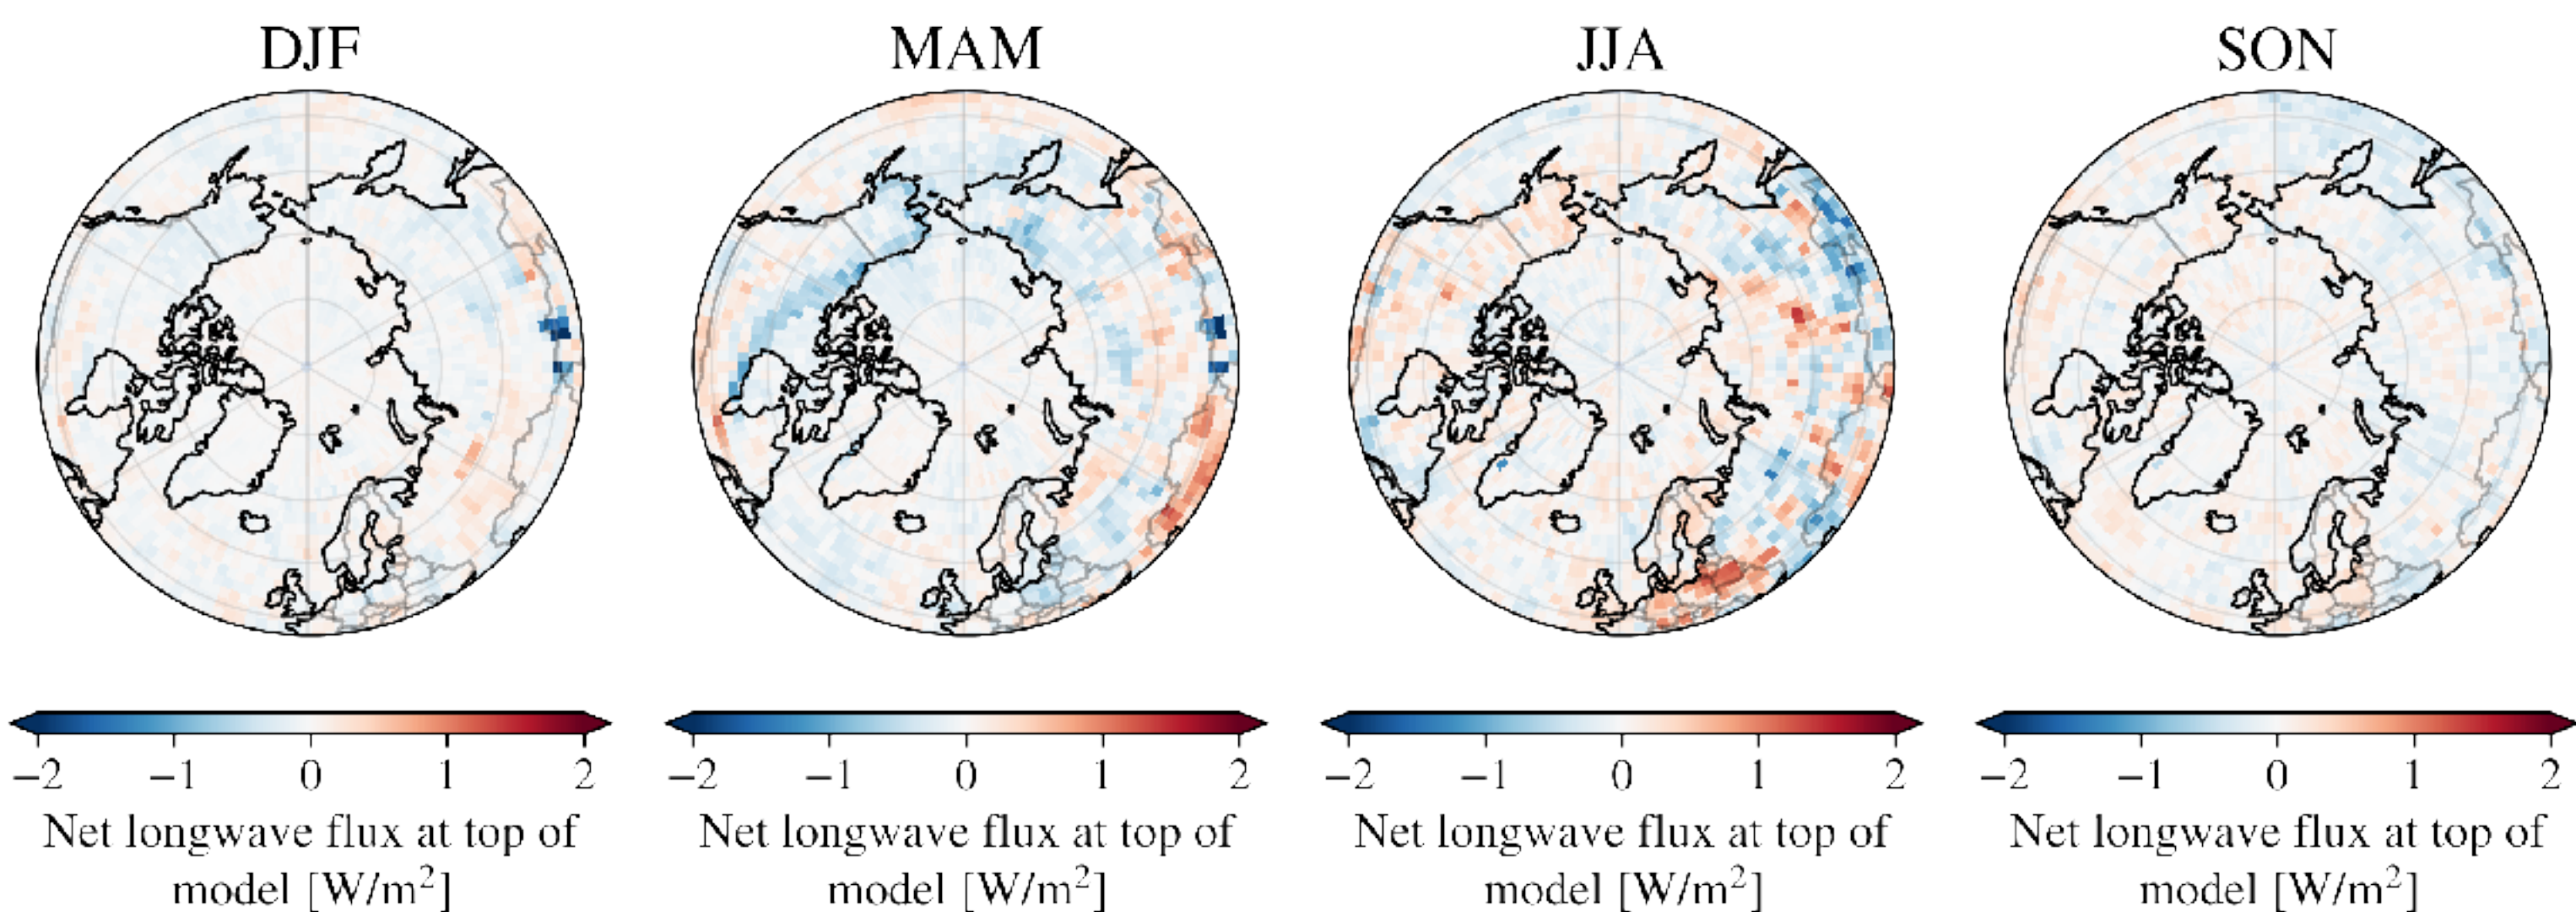 DJF
MAM
JJA
SON
−2 −1 0 1 2
−2 −1 0 1 2
−2 −1 0 1 2
−2 −1 0 1 2
Net longwave flux at top of
model [W/m²]
Net longwave flux at top of
model [W/m²]
Net longwave flux at top of
model [W/m²]
Net longwave flux at top of
model [W/m²]